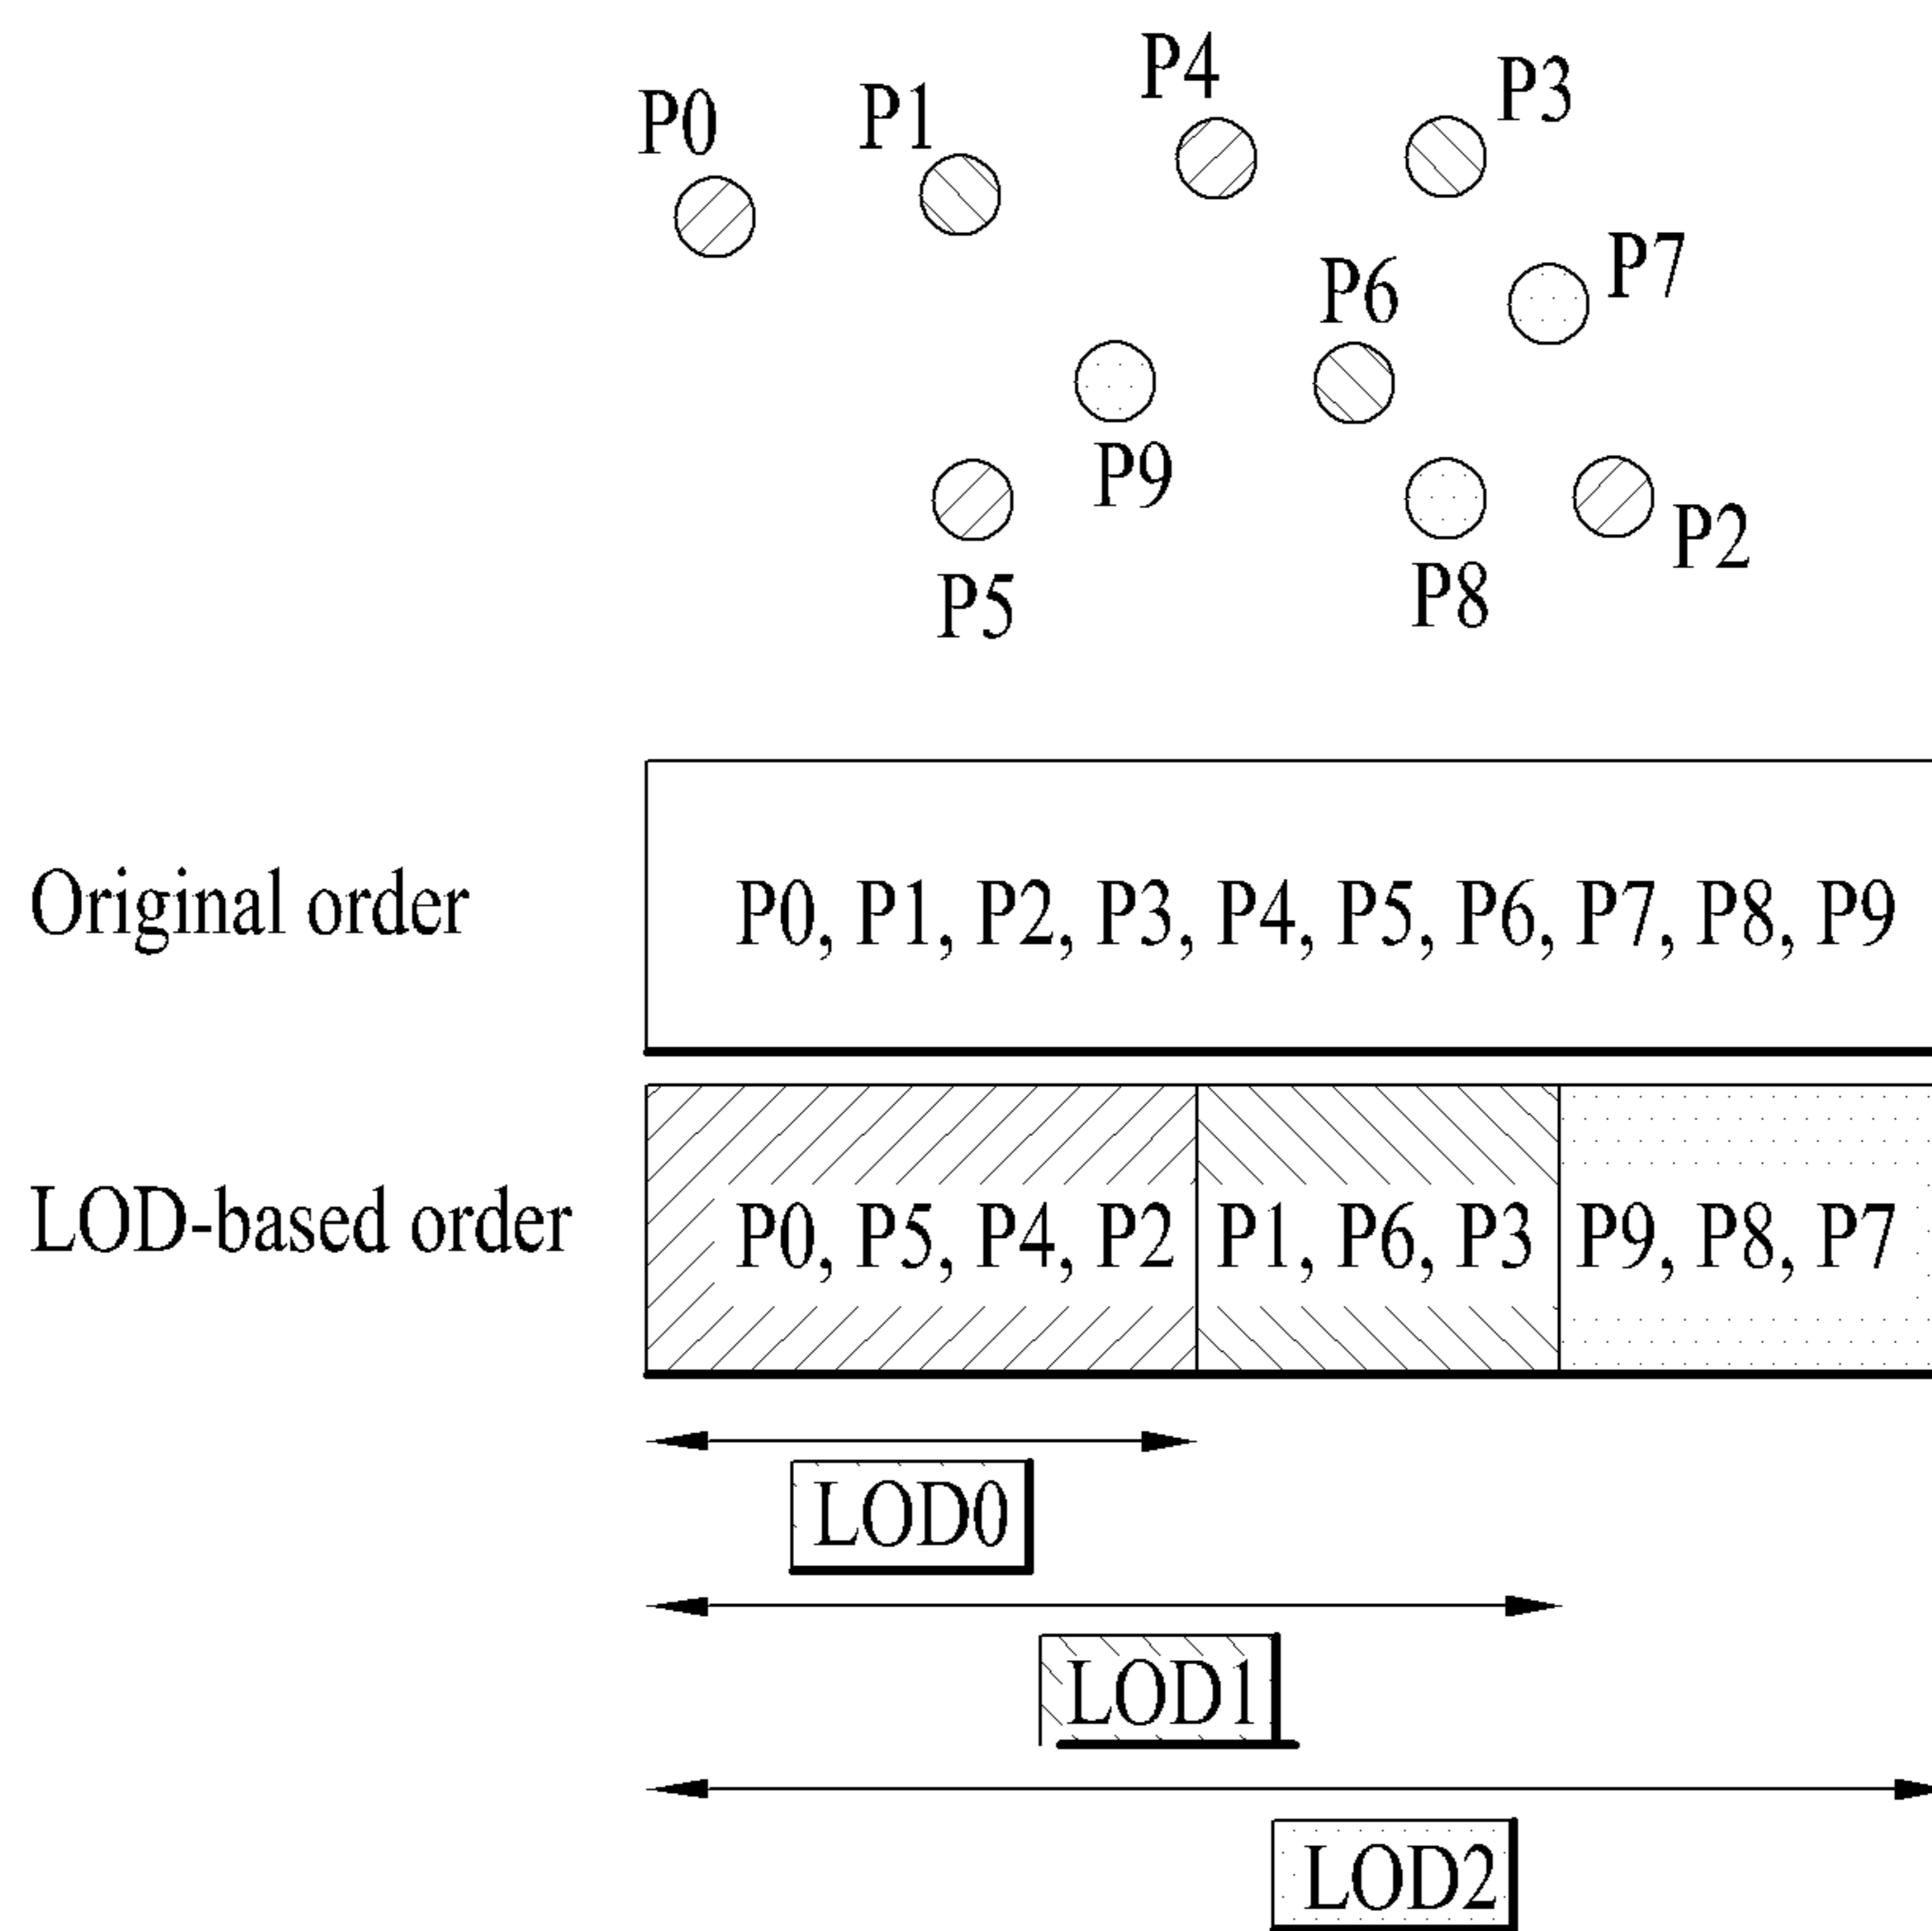 P4
P3
P0
P1
P7
P6
P9
P2
P5
P8
Original order
P0, P1, P2, P3, P4, P5, P6, P7, P8, P9
LOD-based order
P0, P5, P4, P2
P1, P6, P3
P9, P8, P7
LOD0
LOD1
LOD2